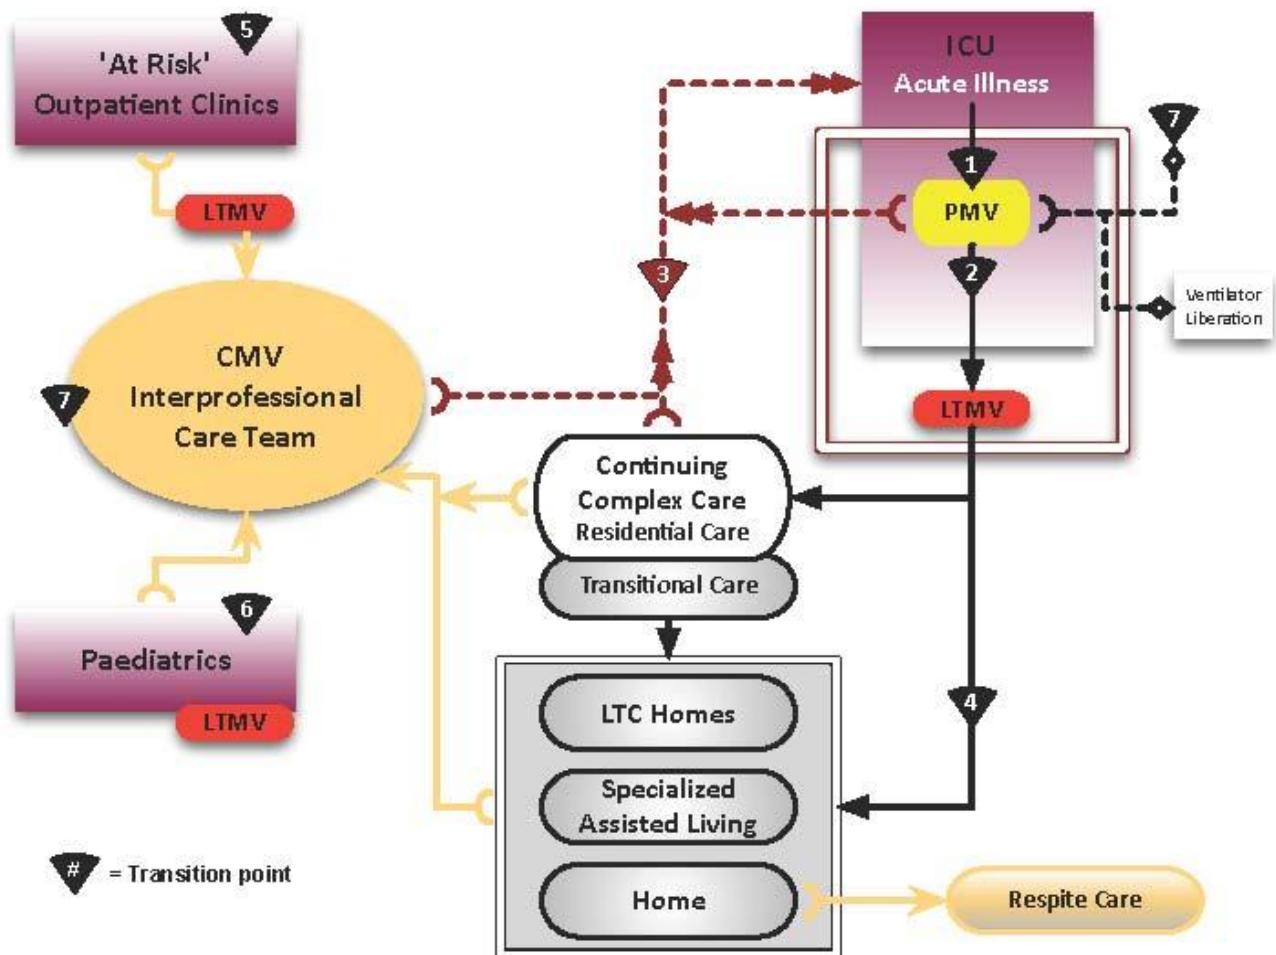 5
'At Risk'
Outpatient Clinics
LTMV
CMV
Interprofessional
Care Team
7
6
Paediatrics
LTMV
# = Transition point
ICU
Acute Illness
1
PMV
2
LTMV
7
Ventilator
Liberation
3
Continuing
Complex Care
Residential Care
Transitional Care
LTC Homes
Specialized
Assisted Living
Home
4
Respite Care